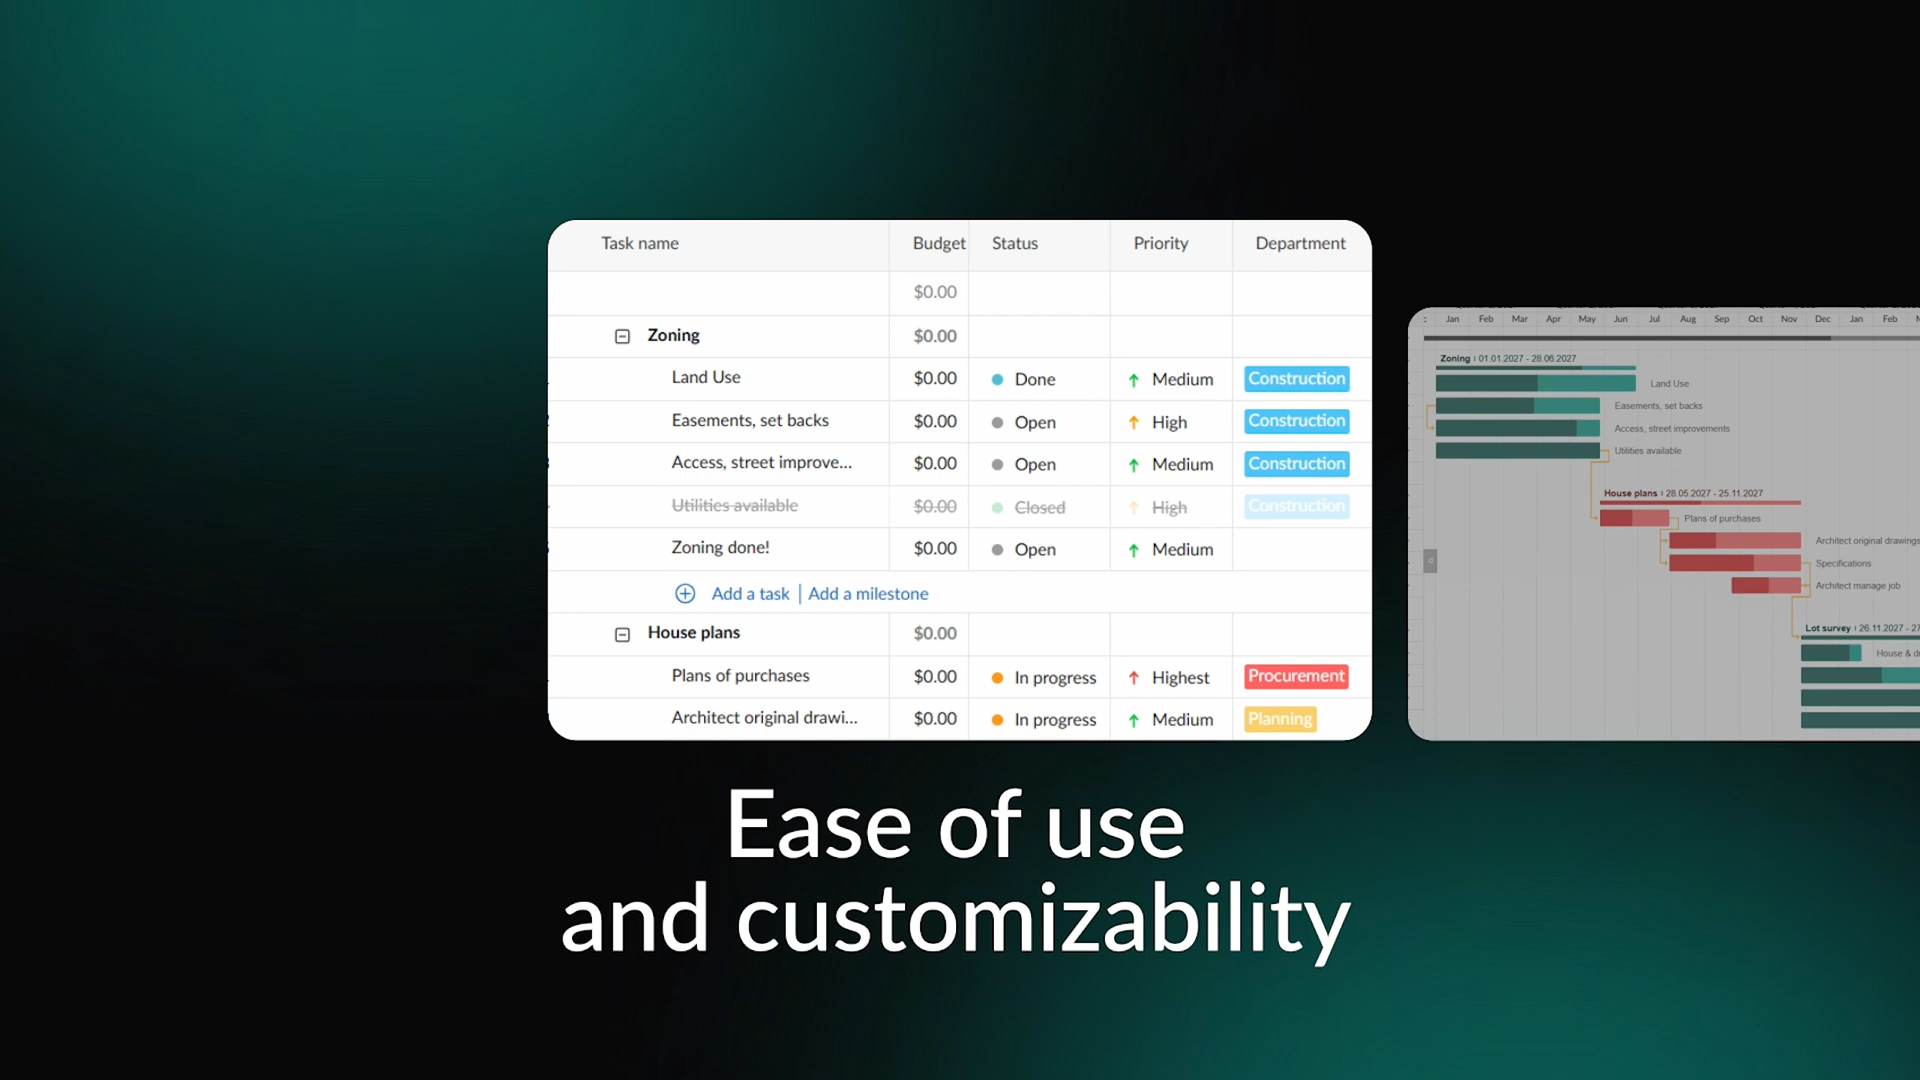 Task name Budget Status Priority Department
$0.00
Zoning $0.00
Land Use $0.00 Done Medium Construction
Easements, set backs $0.00 Open High Construction
Access, street improve... $0.00 Open Medium Construction
Utilities available $0.00 Closed High Construction
Zoning done! $0.00 Open Medium
Add a task | Add a milestone
House plans $0.00
Plans of purchases $0.00 In progress Highest Procurement
Architect original drawi... $0.00 In progress Medium Planning
Jan Feb Mar Apr May Jun Jul Aug Sep Oct Nov Dec Jan Feb
Zoning : 01.01.2027 - 28.06.2027
Land Use
Easements, set backs
Access, street improvements
Utilities available
House plans : 28.05.2027 - 25.11.2027
Plans of purchases
Architect original drawings
Specifications
Architect manage job
Lot survey : 26.11.2027 - 27
House & d
Ease of use
and customizability